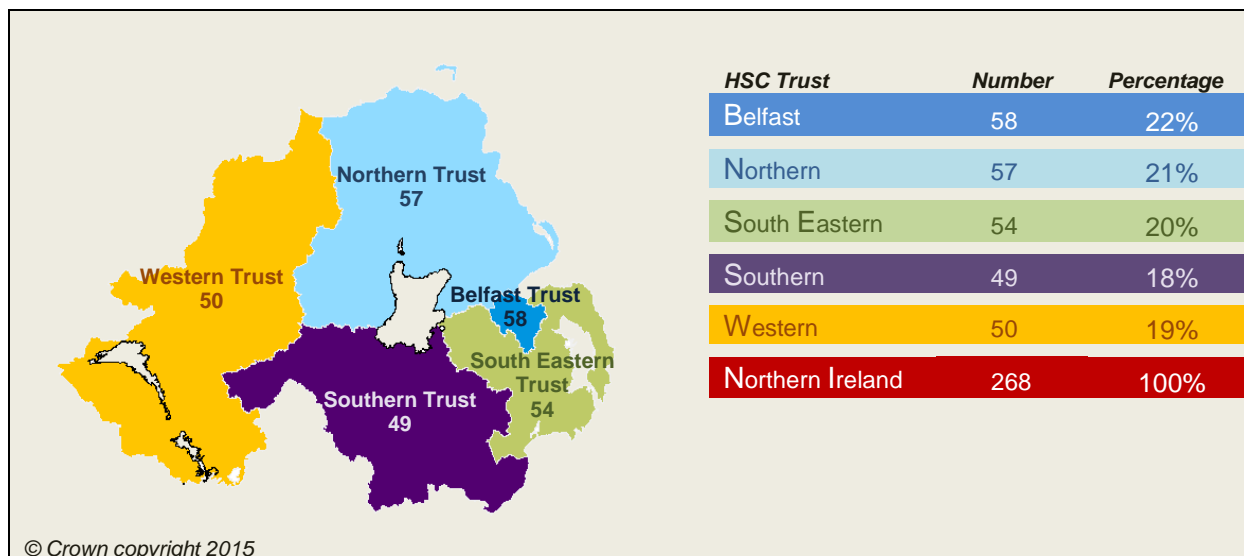 Northern Trust
57
Western Trust
50
Belfast Trust
58
South Eastern
Trust
54
Southern Trust
49
HSC Trust Number Percentage
Belfast 58 22%
Northern 57 21%
South Eastern 54 20%
Southern 49 18%
Western 50 19%
Northern Ireland 268 100%
© Crown copyright 2015